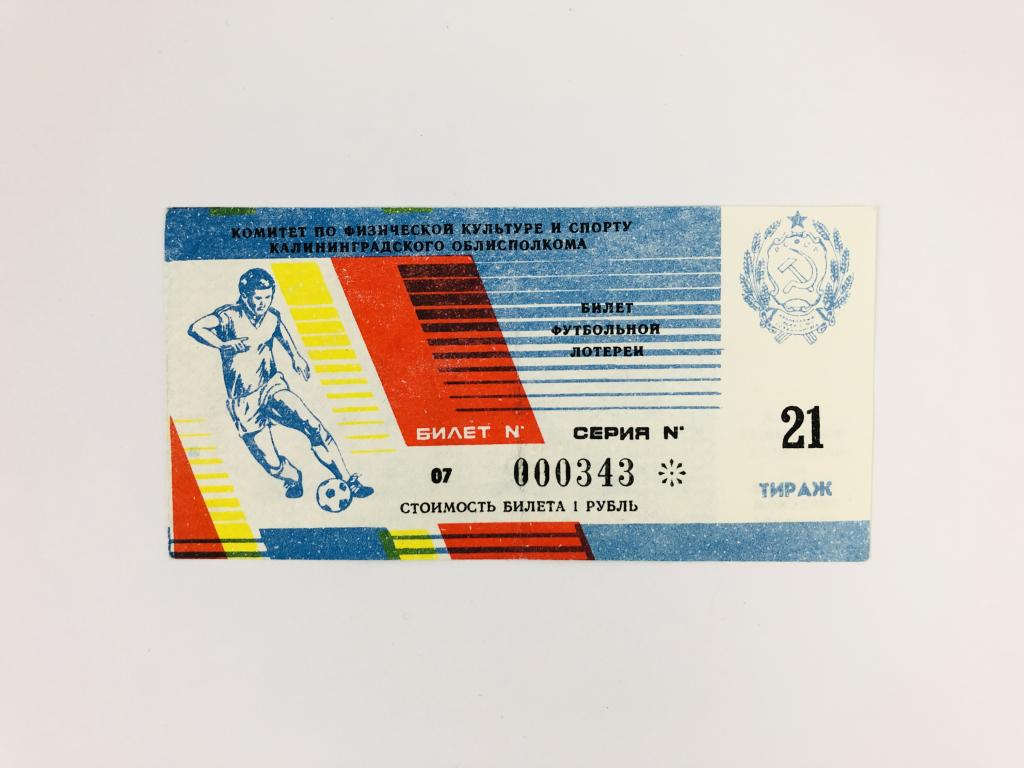 КОМИТЕТ ПО ФИЗИЧЕСКОЙ КУЛЬТУРЕ И СПОРТУ
КАЛИНИНГРАДСКОГО ОБЛИСПОЛКОМА
БИЛЕТ
ФУТБОЛЬНОЙ
ЛОТЕРЕИ
БИЛЕТ N° СЕРИЯ N°
07 000343
СТОИМОСТЬ БИЛЕТА 1 РУБЛЬ
21
ТИРАЖ